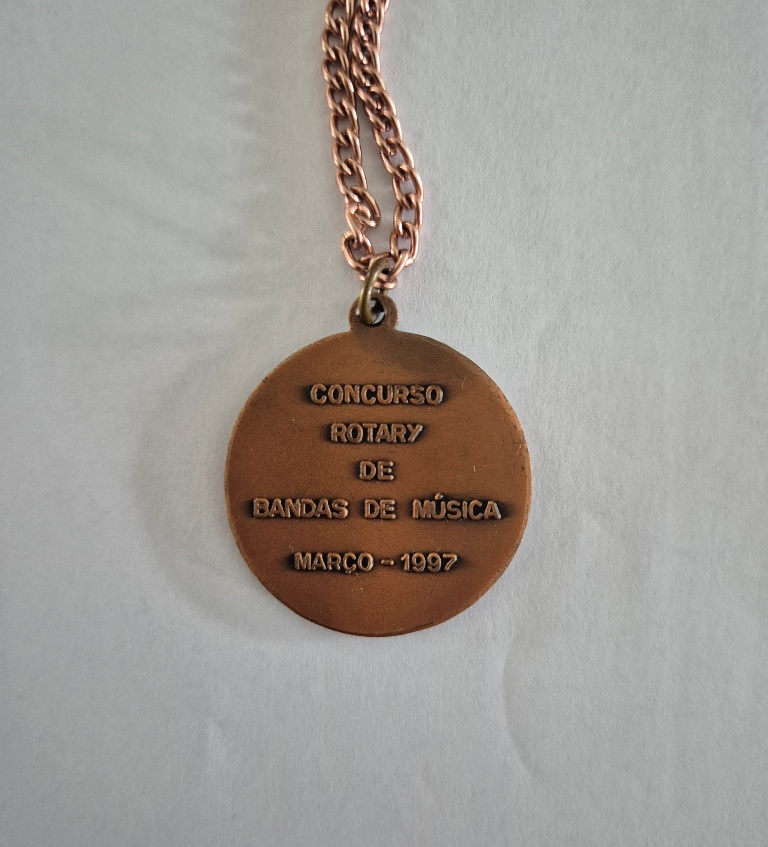 CONCURSO
ROTARY
DE
BANDAS DE MÚSICA
MARÇO - 1997